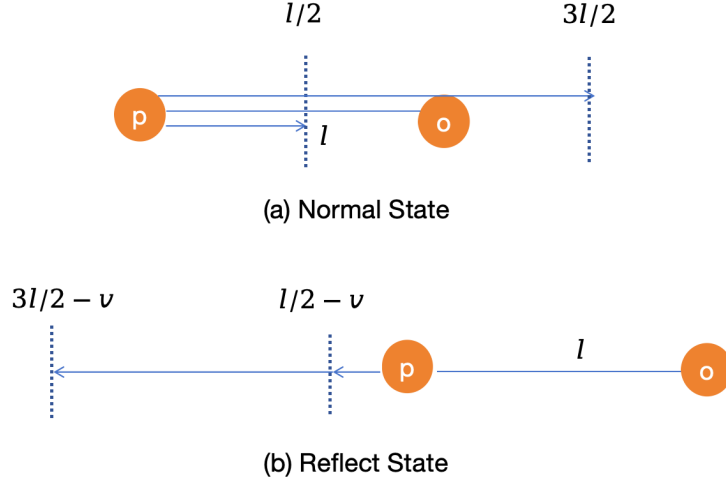 l/2 3l/2
p o
l
(a) Normal State
3l/2 − v l/2 − v
l
p o
(b) Reflect State